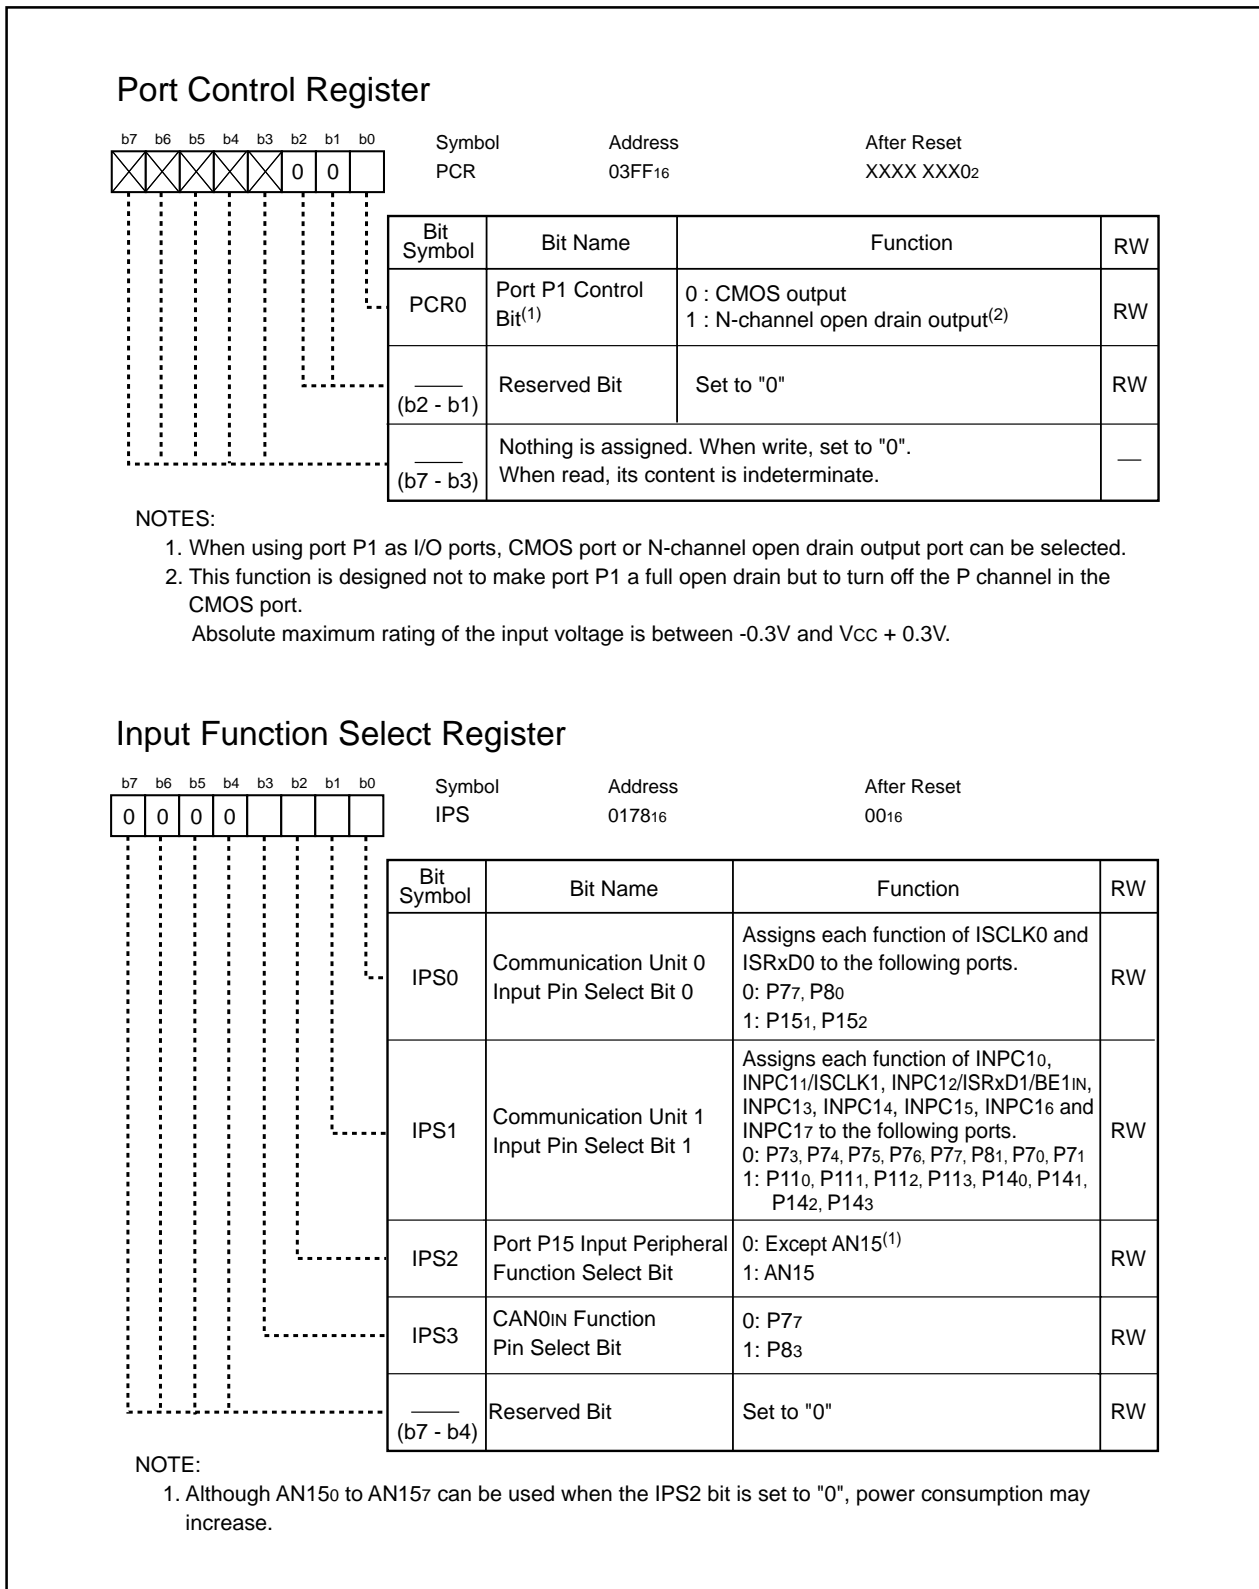 Port Control Register
b7 b6 b5 b4 b3 b2 b1 b0
Symbol Address After Reset
0 0
PCR 03FF16 XXXX XXX02
Bit Symbol Bit Name Function RW
PCR0 Port P1 Control Bit(1) 0 : CMOS output
1 : N-channel open drain output(2) RW
(b2 - b1) Reserved Bit Set to "0" RW
(b7 - b3) Nothing is assigned. When write, set to "0".
When read, its content is indeterminate. —
NOTES:
1. When using port P1 as I/O ports, CMOS port or N-channel open drain output port can be selected.
2. This function is designed not to make port P1 a full open drain but to turn off the P channel in the
CMOS port.
Absolute maximum rating of the input voltage is between -0.3V and VCC + 0.3V.
Input Function Select Register
b7 b6 b5 b4 b3 b2 b1 b0
Symbol Address After Reset
0 0 0 0
IPS 017816 0016
Bit Symbol Bit Name Function RW
IPS0 Communication Unit 0
Input Pin Select Bit 0
Assigns each function of ISCLK0 and
ISRxD0 to the following ports.
0: P77, P80
1: P151, P152
RW
IPS1 Communication Unit 1
Input Pin Select Bit 1
Assigns each function of INPC10,
INPC11/ISCLK1, INPC12/ISRxD1/BE1IN,
INPC13, INPC14, INPC15, INPC16 and
INPC17 to the following ports.
0: P73, P74, P75, P76, P77, P81, P70, P71
1: P110, P111, P112, P113, P140, P141,
P142, P143
RW
IPS2 Port P15 Input Peripheral
Function Select Bit
0: Except AN15(1)
1: AN15
RW
IPS3 CAN0IN Function
Pin Select Bit
0: P77
1: P83
RW
(b7 - b4) Reserved Bit Set to "0" RW
NOTE:
1. Although AN150 to AN157 can be used when the IPS2 bit is set to "0", power consumption may
increase.